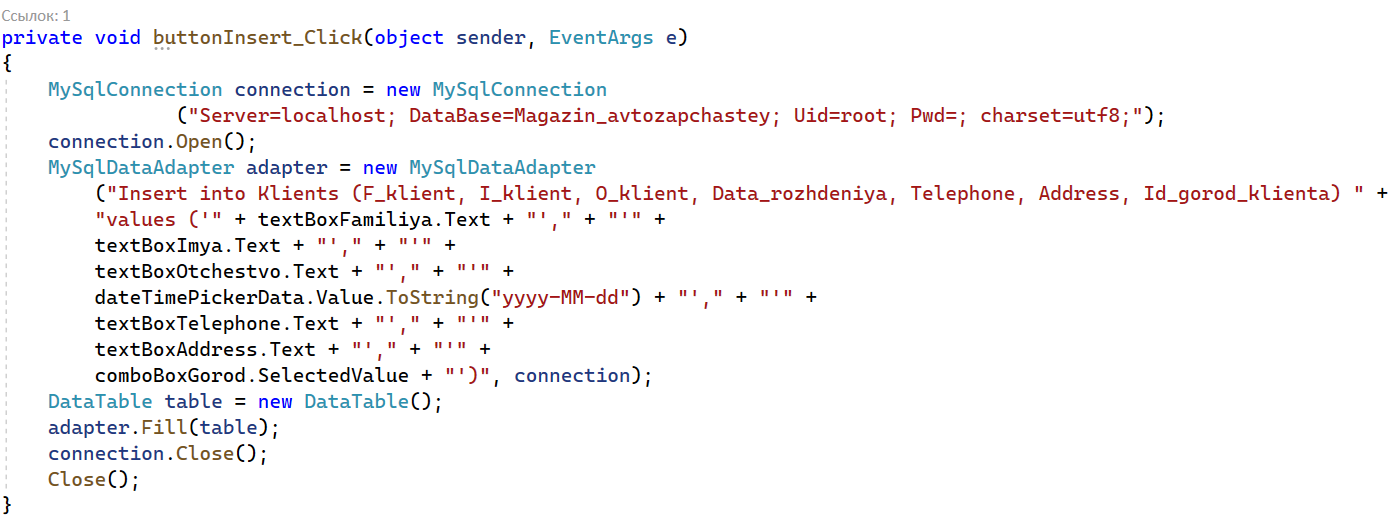 Ссылок: 1
private void buttonInsert_Click(object sender, EventArgs e)
{
    MySqlConnection connection = new MySqlConnection
               ("Server=localhost; DataBase=Magazin_avtozapchastey; Uid=root; Pwd=; charset=utf8;");
    connection.Open();
    MySqlDataAdapter adapter = new MySqlDataAdapter
        ("Insert into Klients (F_klient, I_klient, O_klient, Data_rozhdeniya, Telephone, Address, Id_gorod_klienta) " +
        "values ('" + textBoxFamiliya.Text + "'," + "'" +
        textBoxImya.Text + "'," + "'" +
        textBoxOtchestvo.Text + "'," + "'" +
        dateTimePickerData.Value.ToString("yyyy-MM-dd") + "'," + "'" +
        textBoxTelephone.Text + "'," + "'" +
        textBoxAddress.Text + "'," + "'" +
        comboBoxGorod.SelectedValue + "')", connection);
    DataTable table = new DataTable();
    adapter.Fill(table);
    connection.Close();
    Close();
}